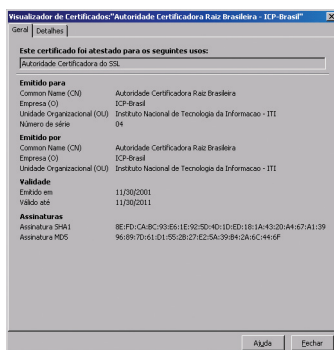 Visualizador de Certificados:"Autoridade Certificadora Raiz Brasileira - ICP-Brasil"
Geral Detalhes
Este certificado foi atestado para os seguintes usos:
Autoridade Certificadora do SSL
Emitido para
Common Name (CN) Autoridade Certificadora Raiz Brasileira
Empresa (O) ICP-Brasil
Unidade Organizacional (OU) Instituto Nacional de Tecnologia da Informacao - ITI
Número de série 04
Emitido por
Common Name (CN) Autoridade Certificadora Raiz Brasileira
Empresa (O) ICP-Brasil
Unidade Organizacional (OU) Instituto Nacional de Tecnologia da Informacao - ITI
Validade
Emitido em 11/30/2001
Válido até 11/30/2011
Assinaturas
Assinatura SHA1 8E:FD:CA:BC:93:E6:1E:92:5D:4D:1D:ED:18:1A:43:20:A4:67:A1:39
Assinatura MD5 96:89:7D:61:D1:55:2B:27:E2:5A:39:B4:2A:6C:44:6F
Ajuda Fechar